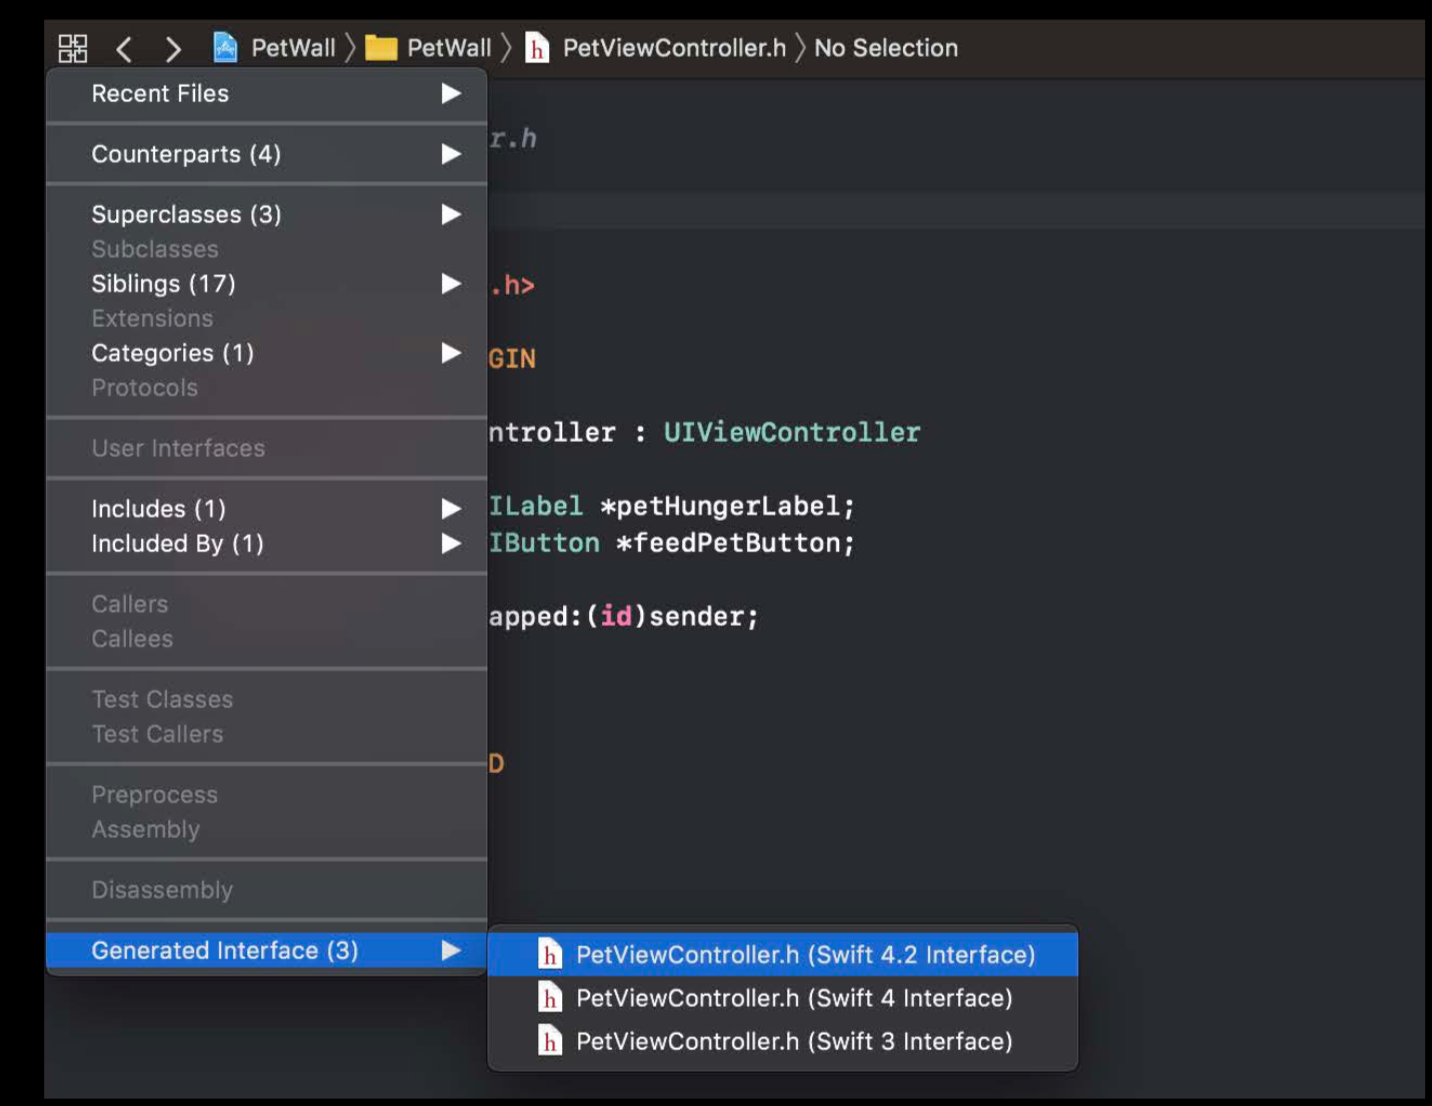 PetWall 〉 PetWall 〉 h PetViewController.h 〉 No Selection
Recent Files
r.h
Counterparts (4)
Superclasses (3)
Subclasses
Siblings (17)
.h>
Extensions
Categories (1)
GIN
Protocols
ntroller : UIViewController
User Interfaces
Includes (1)
ILabel *petHungerLabel;
Included By (1)
IButton *feedPetButton;
Callers
apped:(id)sender;
Callees
Test Classes
Test Callers
D
Preprocess
Assembly
Disassembly
Generated Interface (3)
h PetViewController.h (Swift 4.2 Interface)
h PetViewController.h (Swift 4 Interface)
h PetViewController.h (Swift 3 Interface)